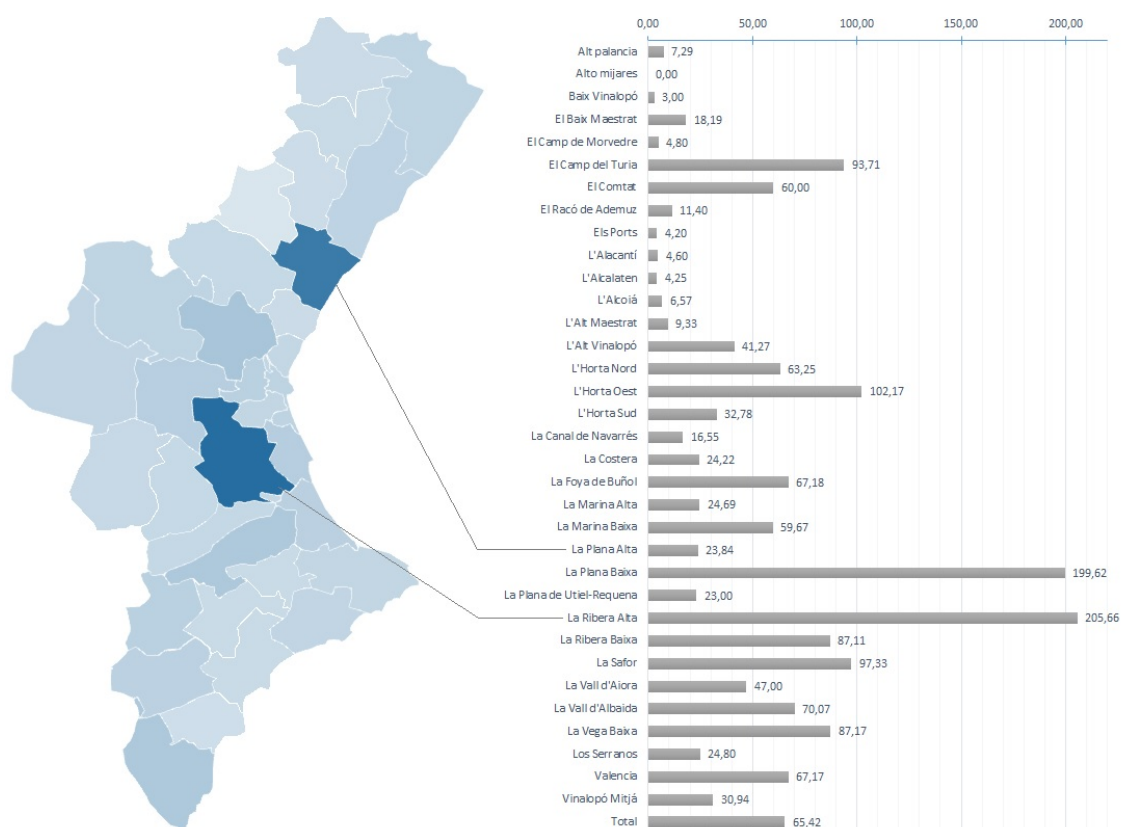 0,00 50,00 100,00 150,00 200,00
Alt palancia 7,29
Alto mijares 0,00
Baix Vinalopó 3,00
El Baix Maestrat 18,19
El Camp de Morvedre 4,80
El Camp del Turia 93,71
El Comtat 60,00
El Racó de Ademuz 11,40
Els Ports 4,20
L'Alacantí 4,60
L'Alcalaten 4,25
L'Alcoiá 6,57
L'Alt Maestrat 9,33
L'Alt Vinalopó 41,27
L'Horta Nord 63,25
L'Horta Oest 102,17
L'Horta Sud 32,78
La Canal de Navarrés 16,55
La Costera 24,22
La Foya de Buñol 67,18
La Marina Alta 24,69
La Marina Baixa 59,67
La Plana Alta 23,84
La Plana Baixa 199,62
La Plana de Utiel-Requena 23,00
La Ribera Alta 205,66
La Ribera Baixa 87,11
La Safor 97,33
La Vall d'Aiora 47,00
La Vall d'Albaida 70,07
La Vega Baixa 87,17
Los Serranos 24,80
Valencia 67,17
Vinalopó Mitjá 30,94
Total 65,42